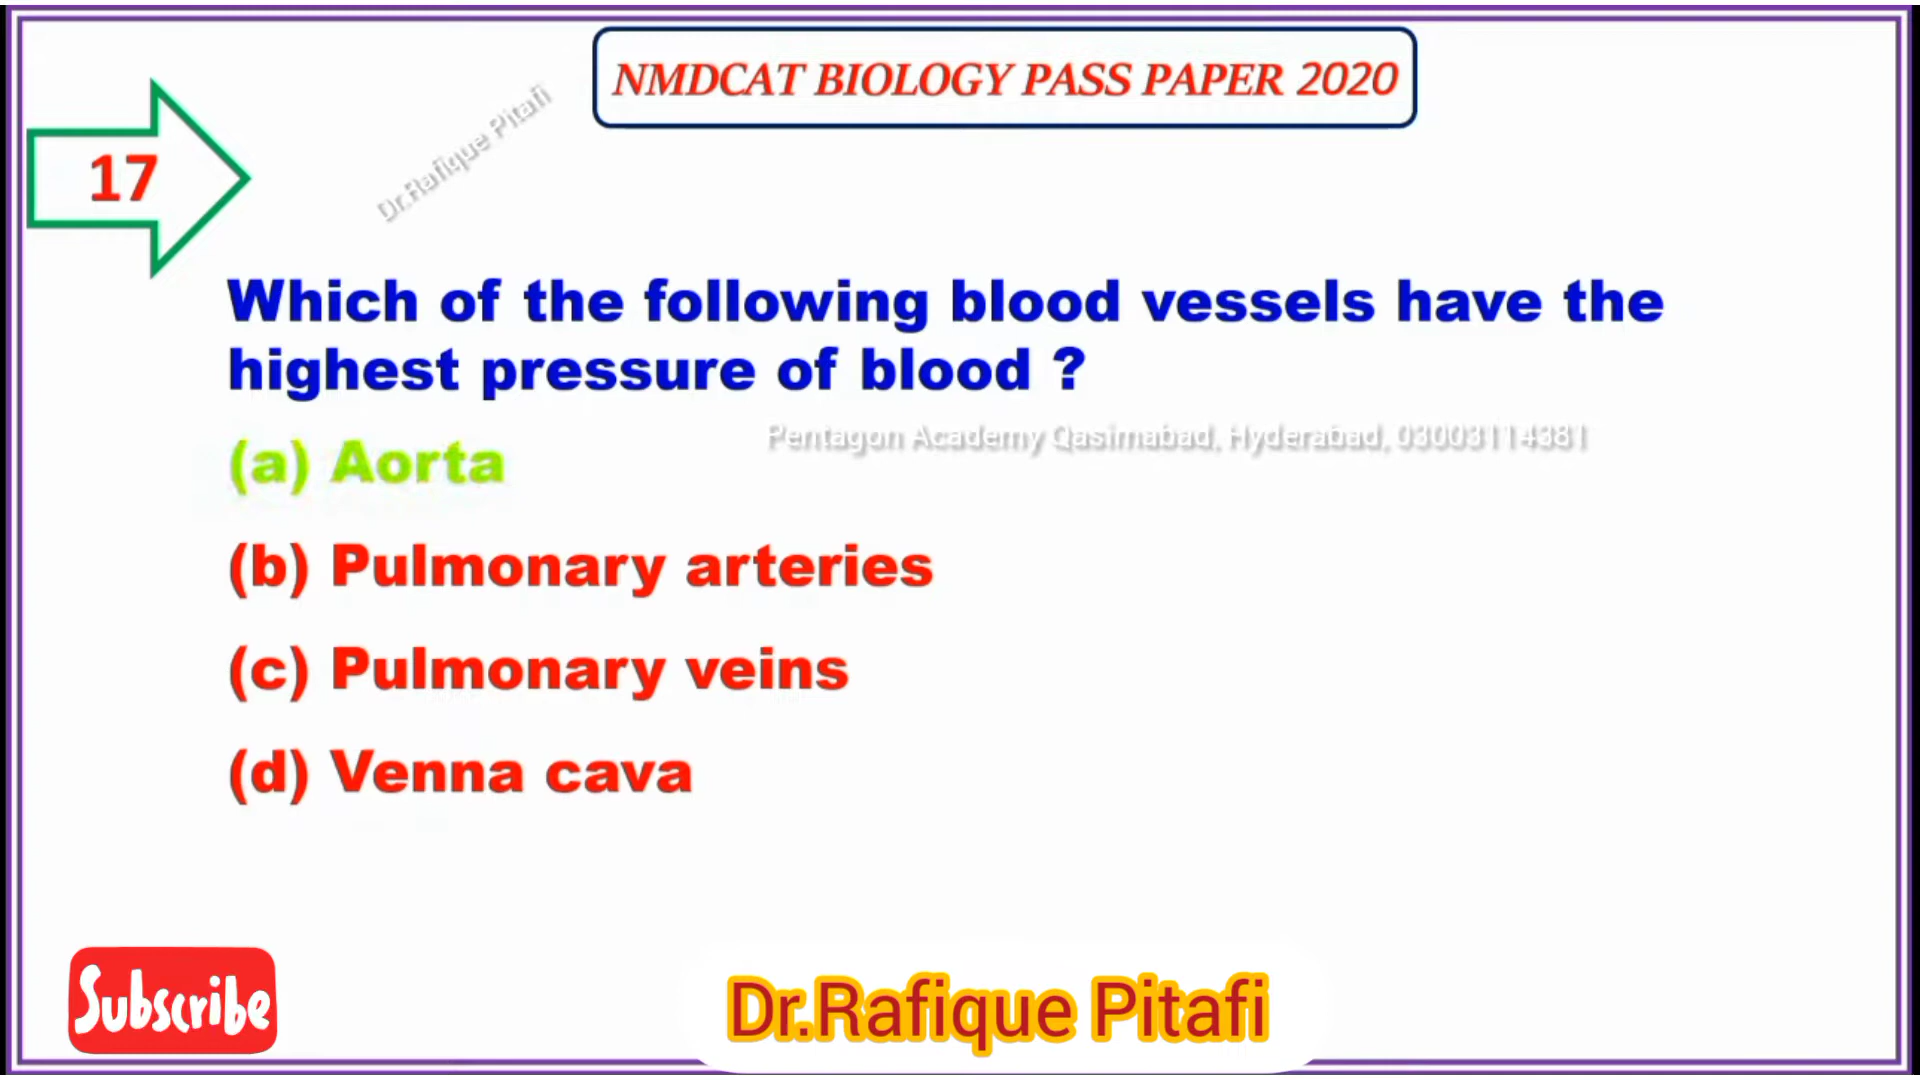 NMDCAT BIOLOGY PASS PAPER 2020
Dr.Rafique Pitafi
17
Which of the following blood vessels have the
highest pressure of blood ?
Pentagon Academy Qasimabad, Hyderabad, 03003114381
(a) Aorta
(b) Pulmonary arteries
(c) Pulmonary veins
(d) Venna cava
Subscribe
Dr.Rafique Pitafi